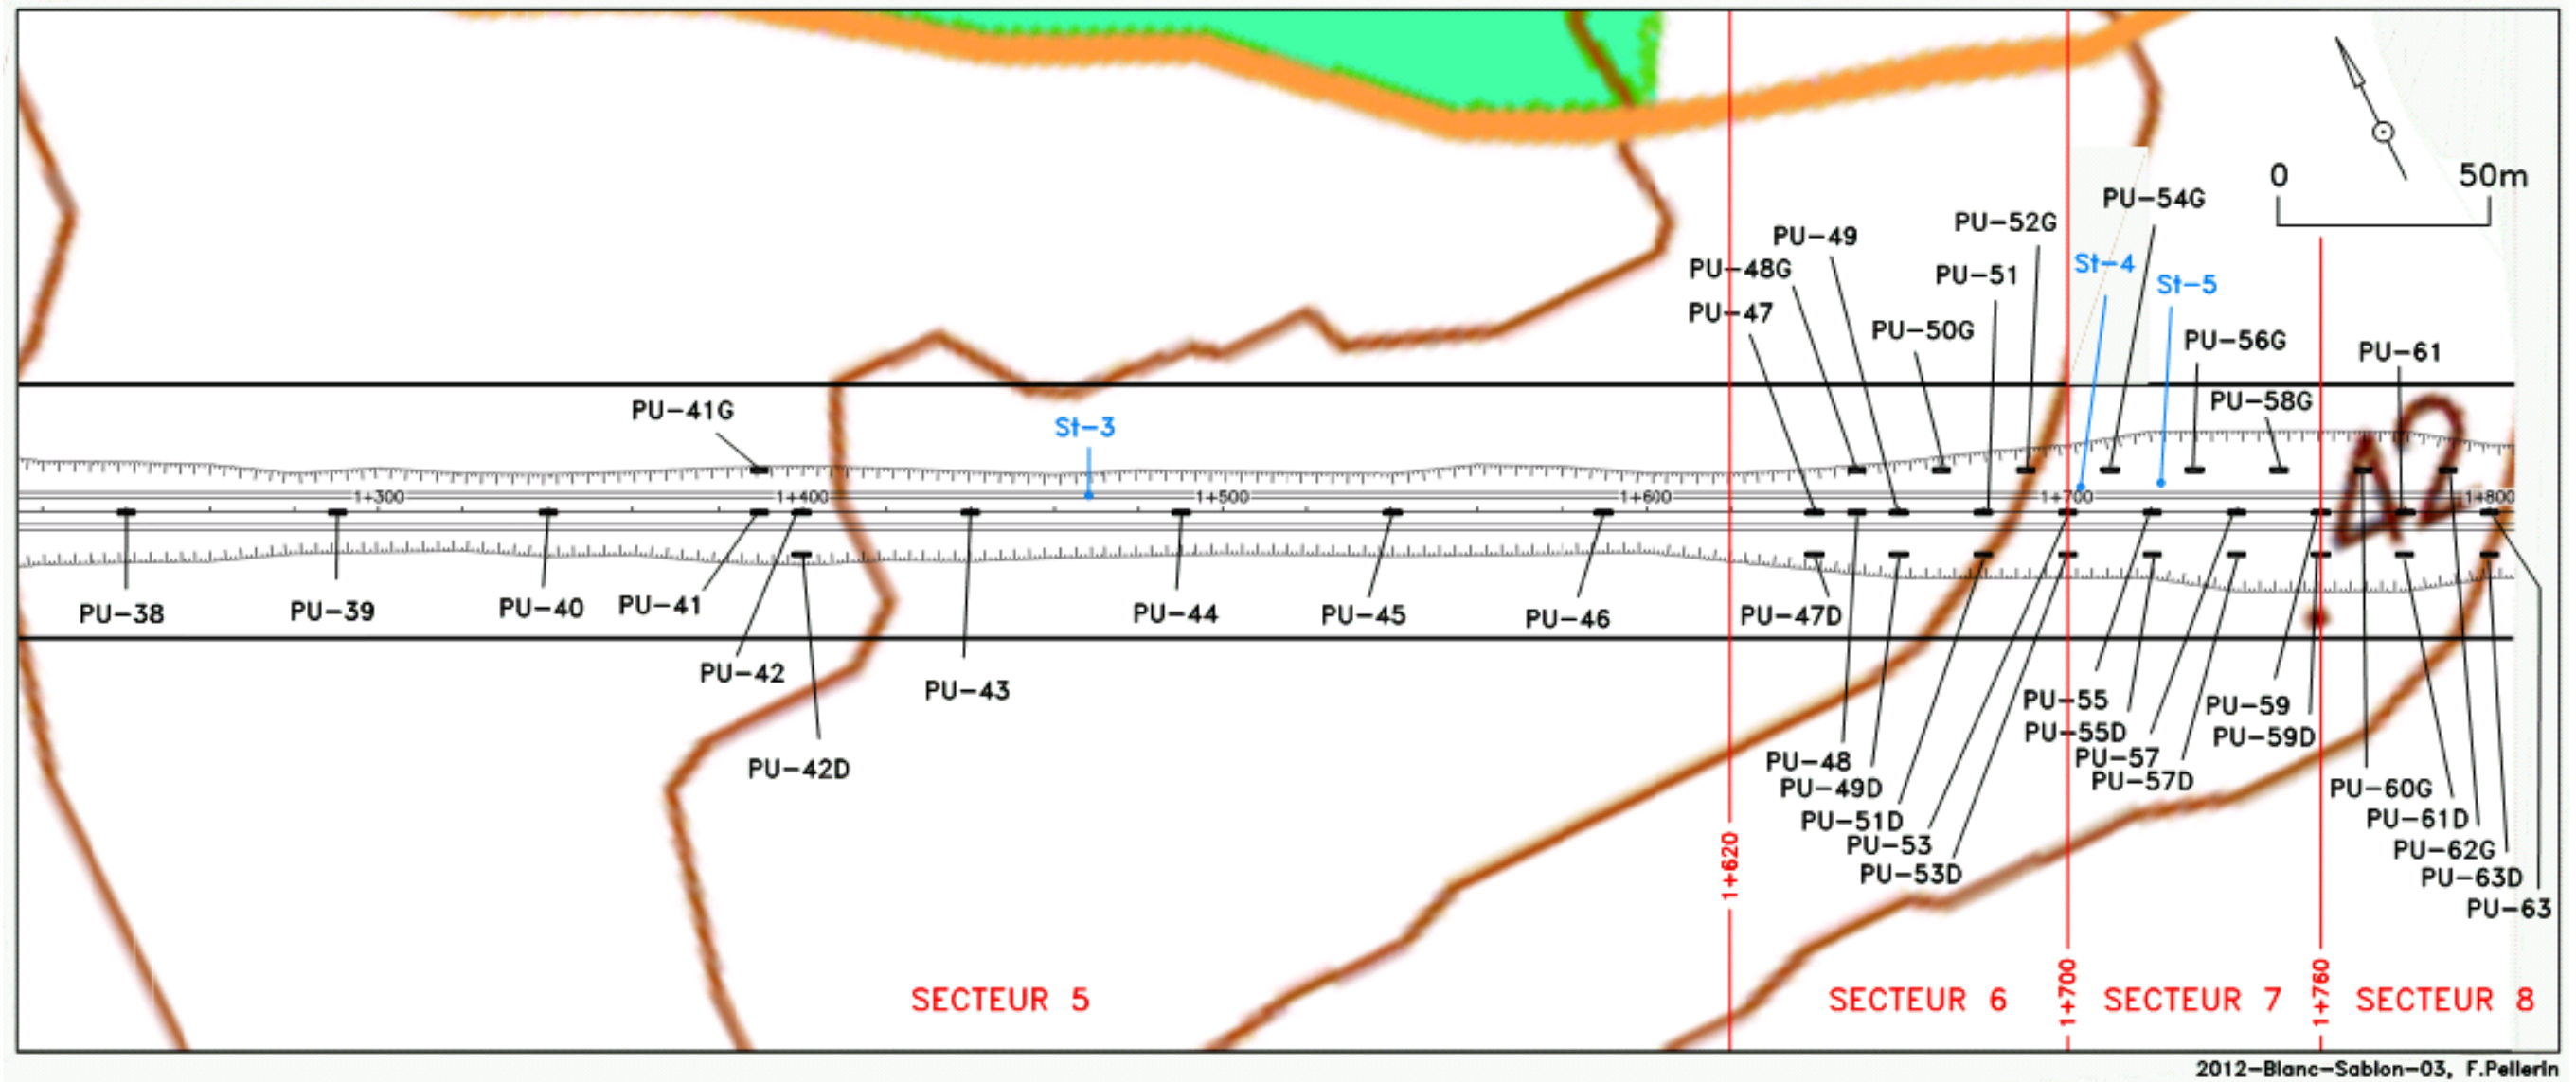 0 50m
PU-54G
PU-52G
PU-49
St-4
PU-48G
PU-51
St-5
PU-47
PU-50G
PU-56G
PU-61
PU-58G
PU-41G
St-3
42
1+300 1+400 1+500 1+600 1+700 1+800
PU-38 PU-39 PU-40 PU-41 PU-44 PU-45 PU-46 PU-47D
PU-42
PU-43
PU-55
PU-59
PU-55D
PU-59D
PU-57
PU-48
PU-42D
PU-57D
PU-49D
PU-60G
PU-51D
PU-61D
PU-53
PU-62G
PU-53D
PU-63D
PU-63
1+620
1+700
1+760
SECTEUR 5 SECTEUR 6 SECTEUR 7 SECTEUR 8
2012-Blanc-Sablon-03, F.Pellerin